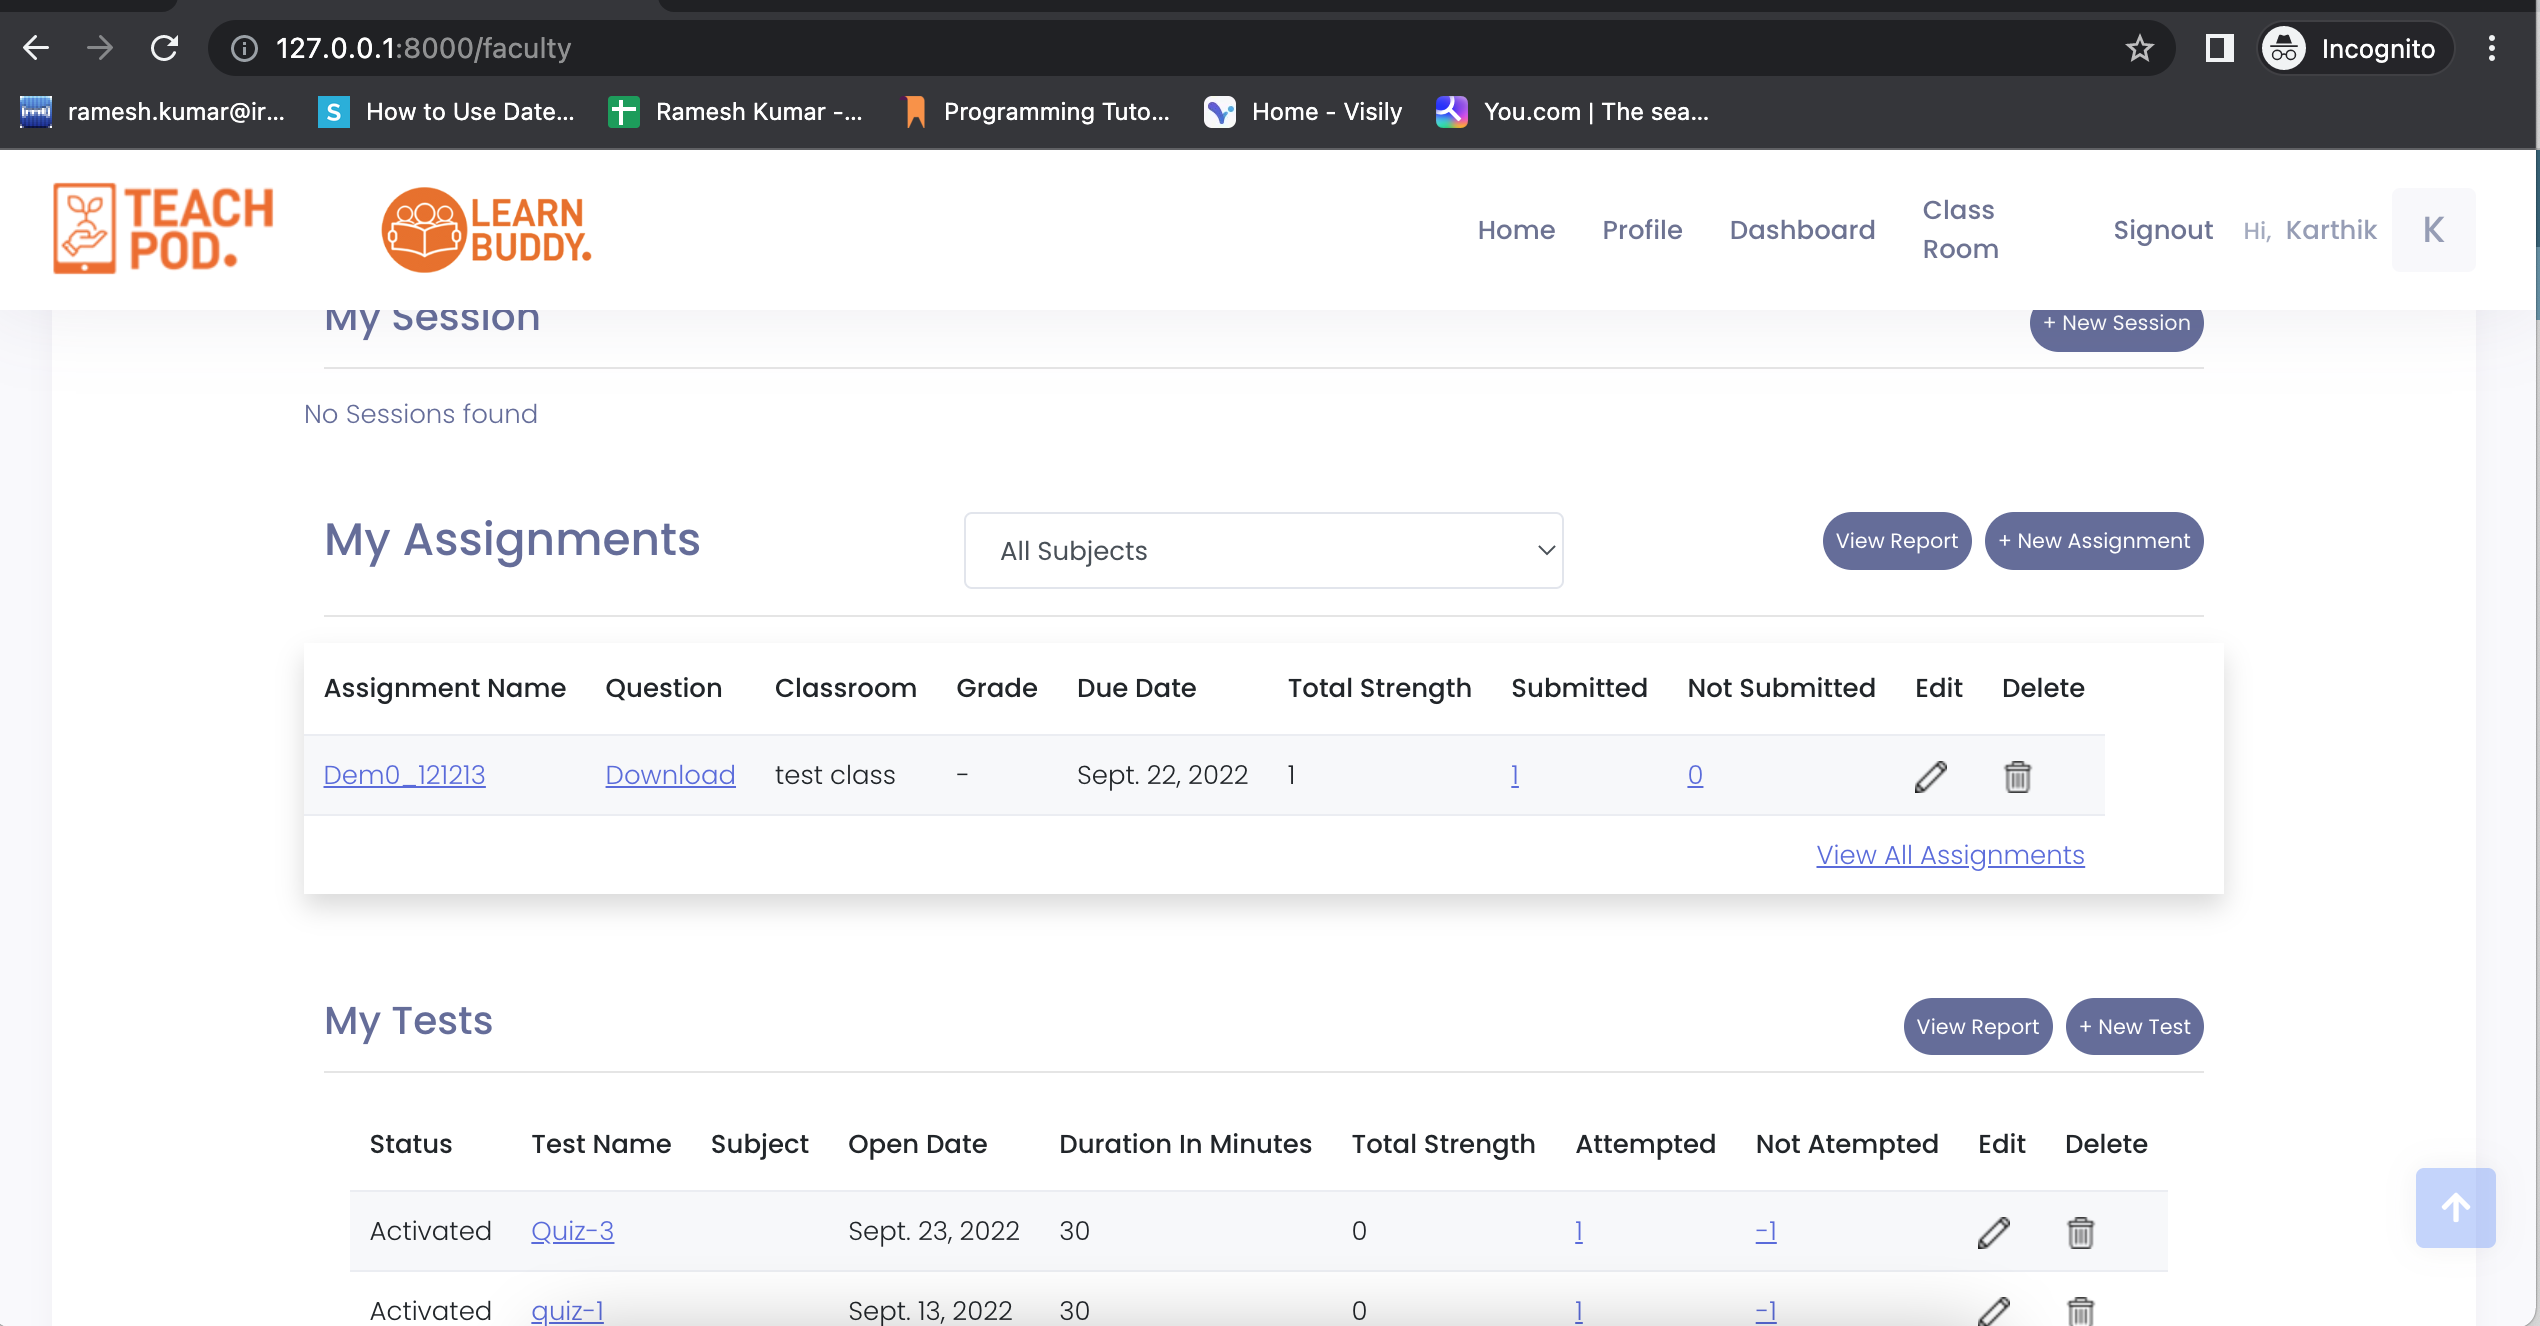 127.0.0.1:8000/faculty
Incognito
ramesh.kumar@ir...
S How to Use Date...
Ramesh Kumar -...
Programming Tuto...
Home - Visily
You.com | The sea...
TEACH POD.
LEARN BUDDY.
Home Profile Dashboard Class Room Signout Hi, Karthik K
My Session + New Session
No Sessions found
My Assignments All Subjects View Report + New Assignment
Assignment Name Question Classroom Grade Due Date Total Strength Submitted Not Submitted Edit Delete
Dem0_121213 Download test class - Sept. 22, 2022 1 1 0
View All Assignments
My Tests View Report + New Test
Status Test Name Subject Open Date Duration In Minutes Total Strength Attempted Not Atempted Edit Delete
Activated Quiz-3 Sept. 23, 2022 30 0 1 -1
Activated quiz-1 Sept. 13, 2022 30 0 1 -1